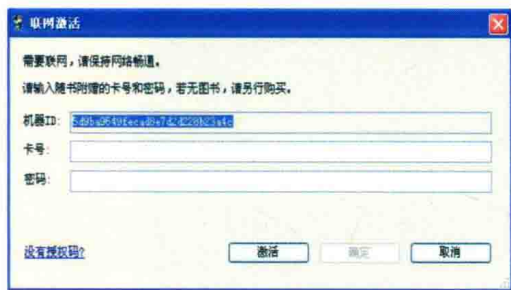 联网激活
需要联网，请保持网络畅通。
请输入随书附赠的卡号和密码，若无图书，请另行购买。
机器ID:
卡号:
密码:
没有授权码?
激活
确定
取消